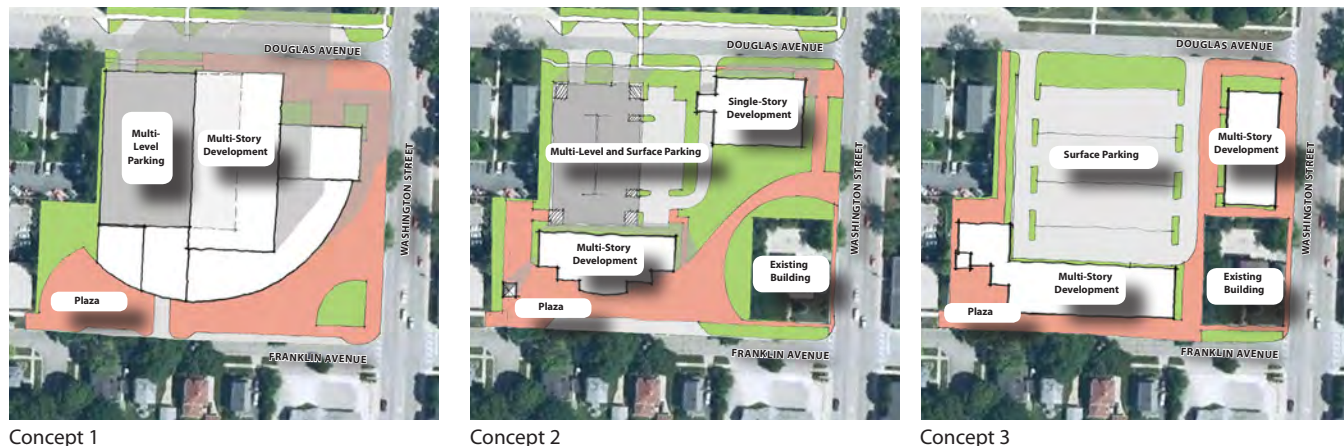 DOUGLAS AVENUE
Multi-
Level
Parking
Multi-Story
Development
WASHINGTON STREET
Plaza
FRANKLIN AVENUE
Concept 1
DOUGLAS AVENUE
Single-Story
Development
Multi-Level and Surface Parking
WASHINGTON STREET
Multi-Story
Development
Existing
Building
Plaza
FRANKLIN AVENUE
Concept 2
DOUGLAS AVENUE
Surface Parking
Multi-Story
Development
WASHINGTON STREET
Multi-Story
Development
Existing
Building
Plaza
FRANKLIN AVENUE
Concept 3